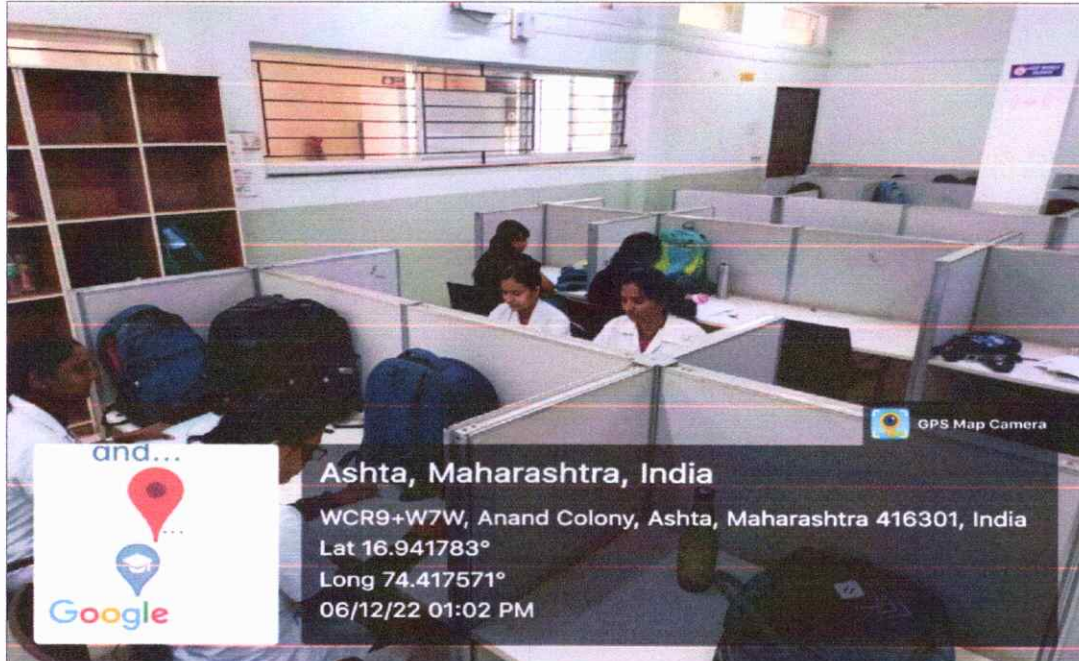 GPS Map Camera
and...
...
Google
Ashta, Maharashtra, India
WCR9+W7W, Anand Colony, Ashta, Maharashtra 416301, India
Lat 16.941783°
Long 74.417571°
06/12/22 01:02 PM